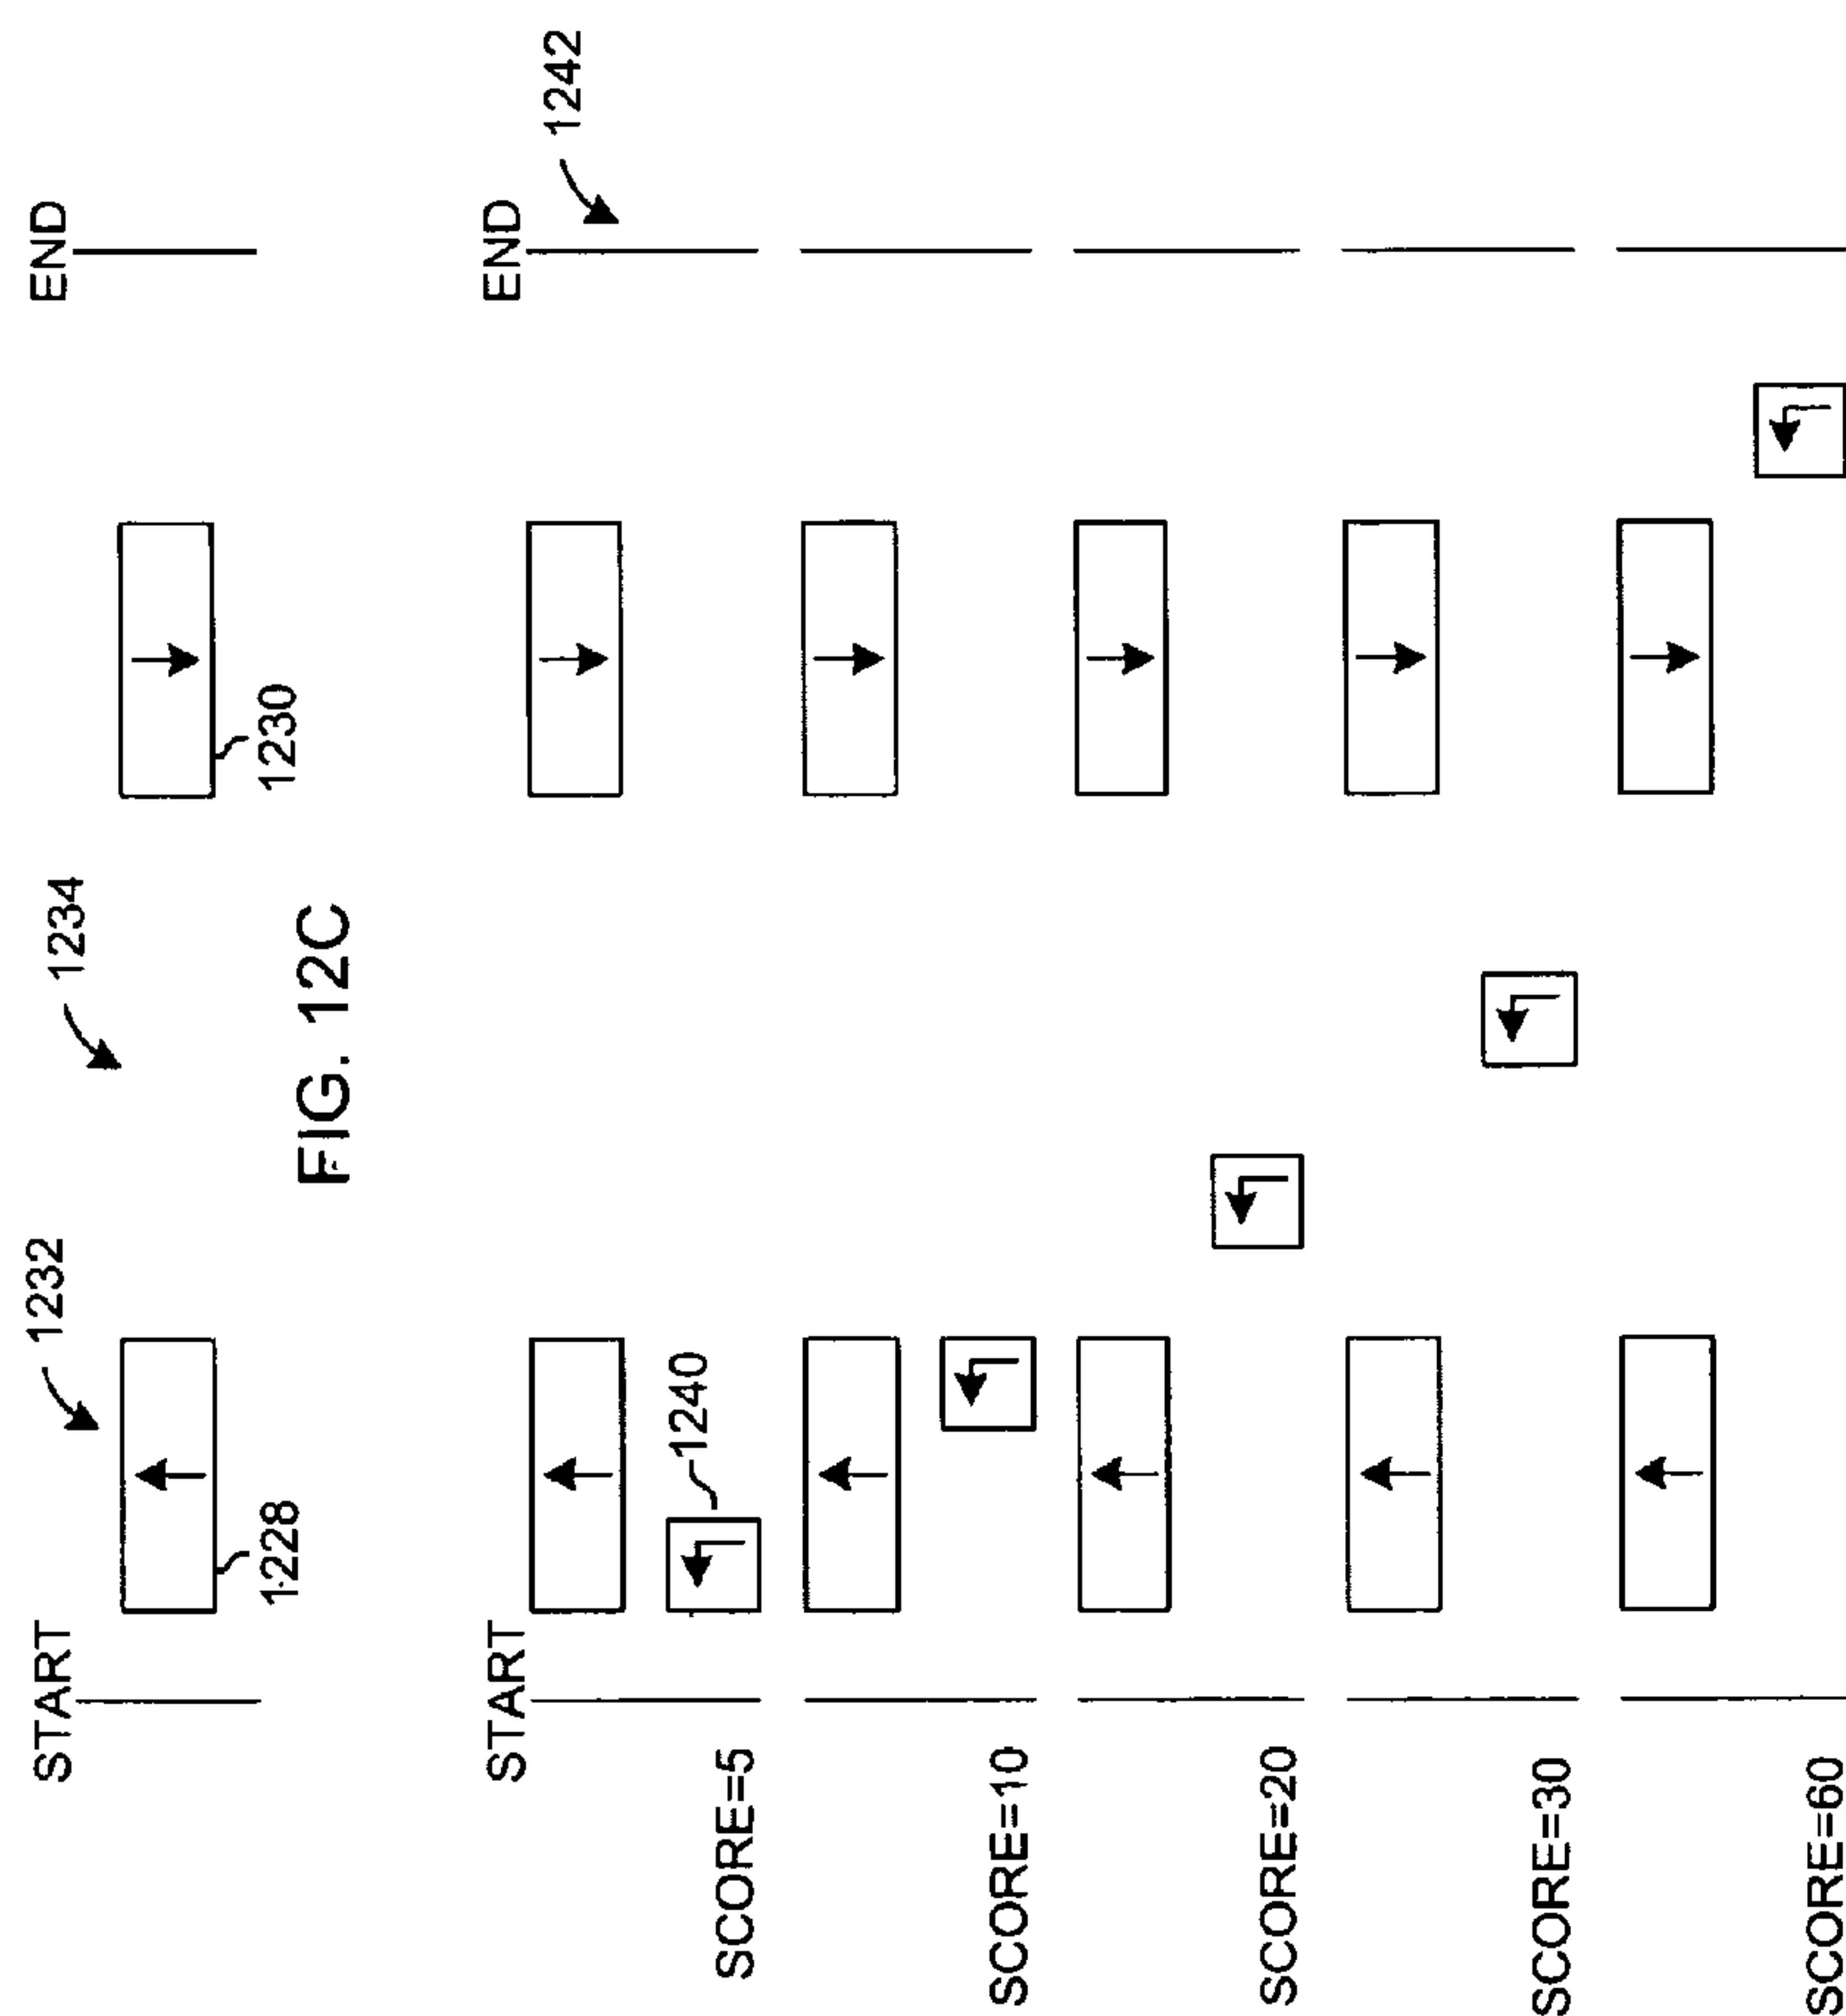 START
1232
1234
END
1228
1230
FIG. 12C
START
END
1242
1240
SCORE=5
SCORE=10
SCORE=20
SCORE=30
SCORE=60